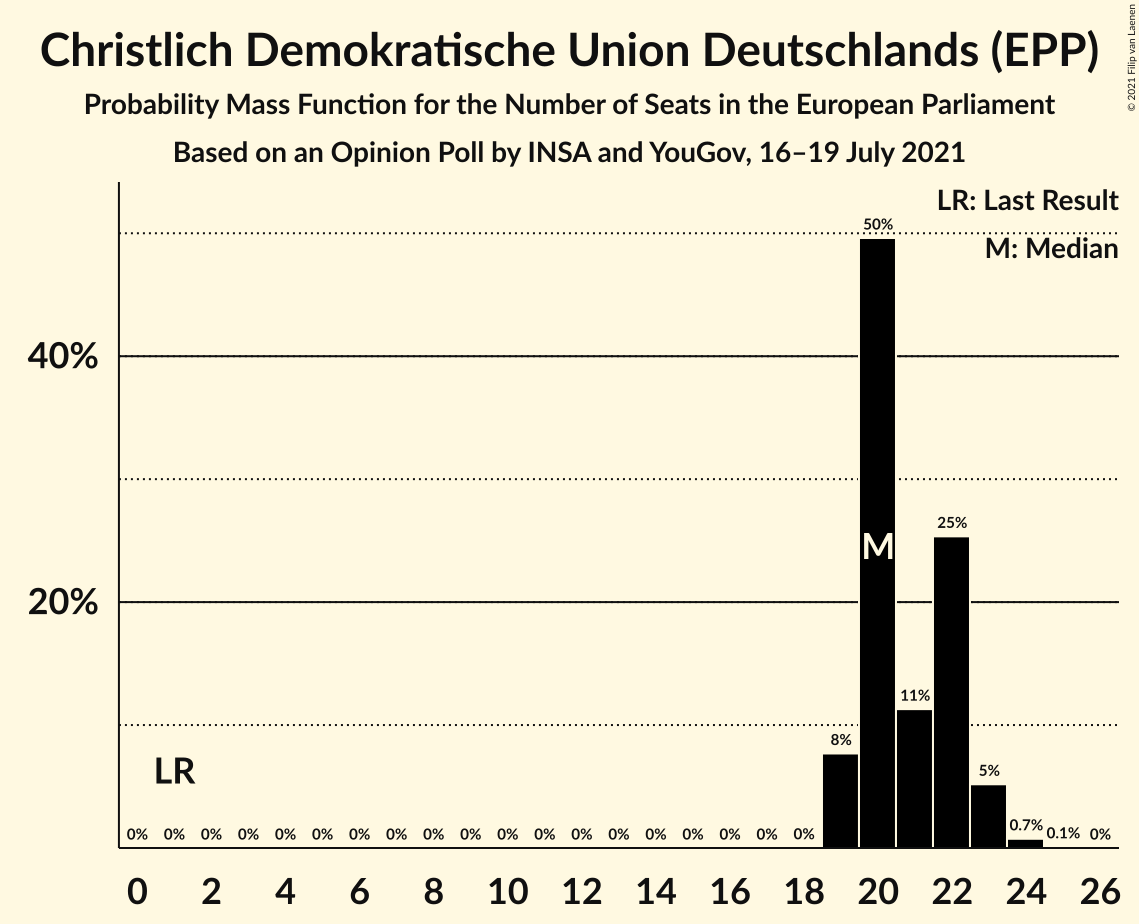 Christlich Demokratische Union Deutschlands (EPP)
Probability Mass Function for the Number of Seats in the European Parliament
Based on an Opinion Poll by INSA and YouGov, 16–19 July 2021
© 2021 Filip van Laenen
LR: Last Result
M: Median
50%
40%
M
25%
20%
11%
8%
5%
LR
0% 0% 0% 0% 0% 0% 0% 0% 0% 0% 0% 0% 0% 0% 0% 0% 0% 0% 0% 0.7% 0.1% 0%
0 2 4 6 8 10 12 14 16 18 20 22 24 26